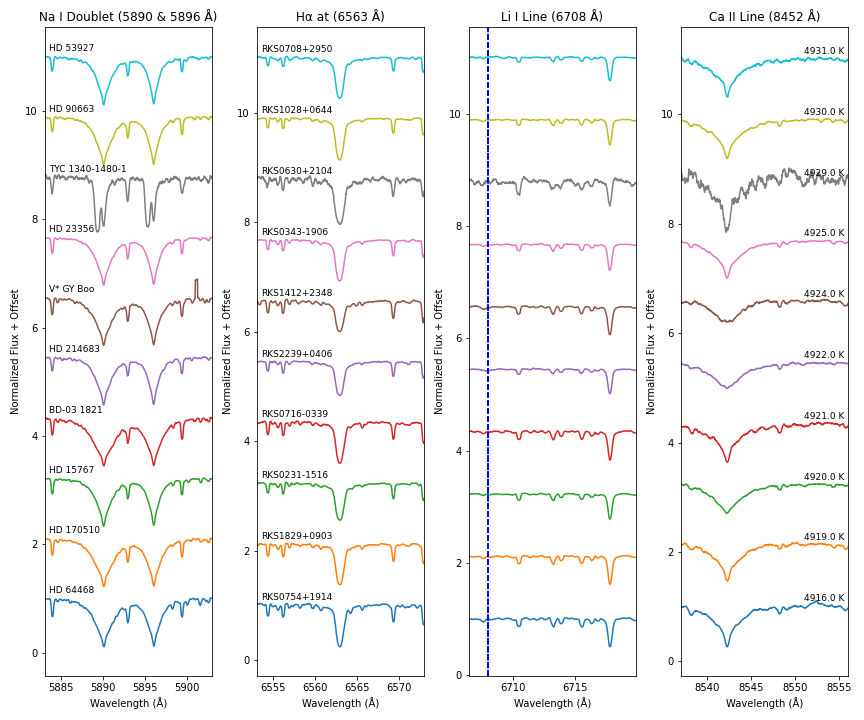 Na I Doublet (5890 & 5896 Å)
Hα at (6563 Å)
Li I Line (6708 Å)
Ca II Line (8452 Å)
HD 53927
HD 90663
TYC 1340-1480-1
HD 23356
V* GY Boo
HD 214683
BD-03 1821
HD 15767
HD 170510
HD 64468
RKS0708+2950
RKS1028+0644
RKS0630+2104
RKS0343-1906
RKS1412+2348
RKS2239+0406
RKS0716-0339
RKS0231-1516
RKS1829+0903
RKS0754+1914
4931.0 K
4930.0 K
4929.0 K
4925.0 K
4924.0 K
4922.0 K
4921.0 K
4920.0 K
4919.0 K
4916.0 K
Normalized Flux + Offset
10
8
6
4
2
0
5885 5890 5895 5900
Wavelength (Å)
Normalized Flux + Offset
10
8
6
4
2
0
6555 6560 6565 6570
Wavelength (Å)
Normalized Flux + Offset
10
8
6
4
2
0
6710 6715
Wavelength (Å)
Normalized Flux + Offset
10
8
6
4
2
0
8540 8545 8550 8555
Wavelength (Å)